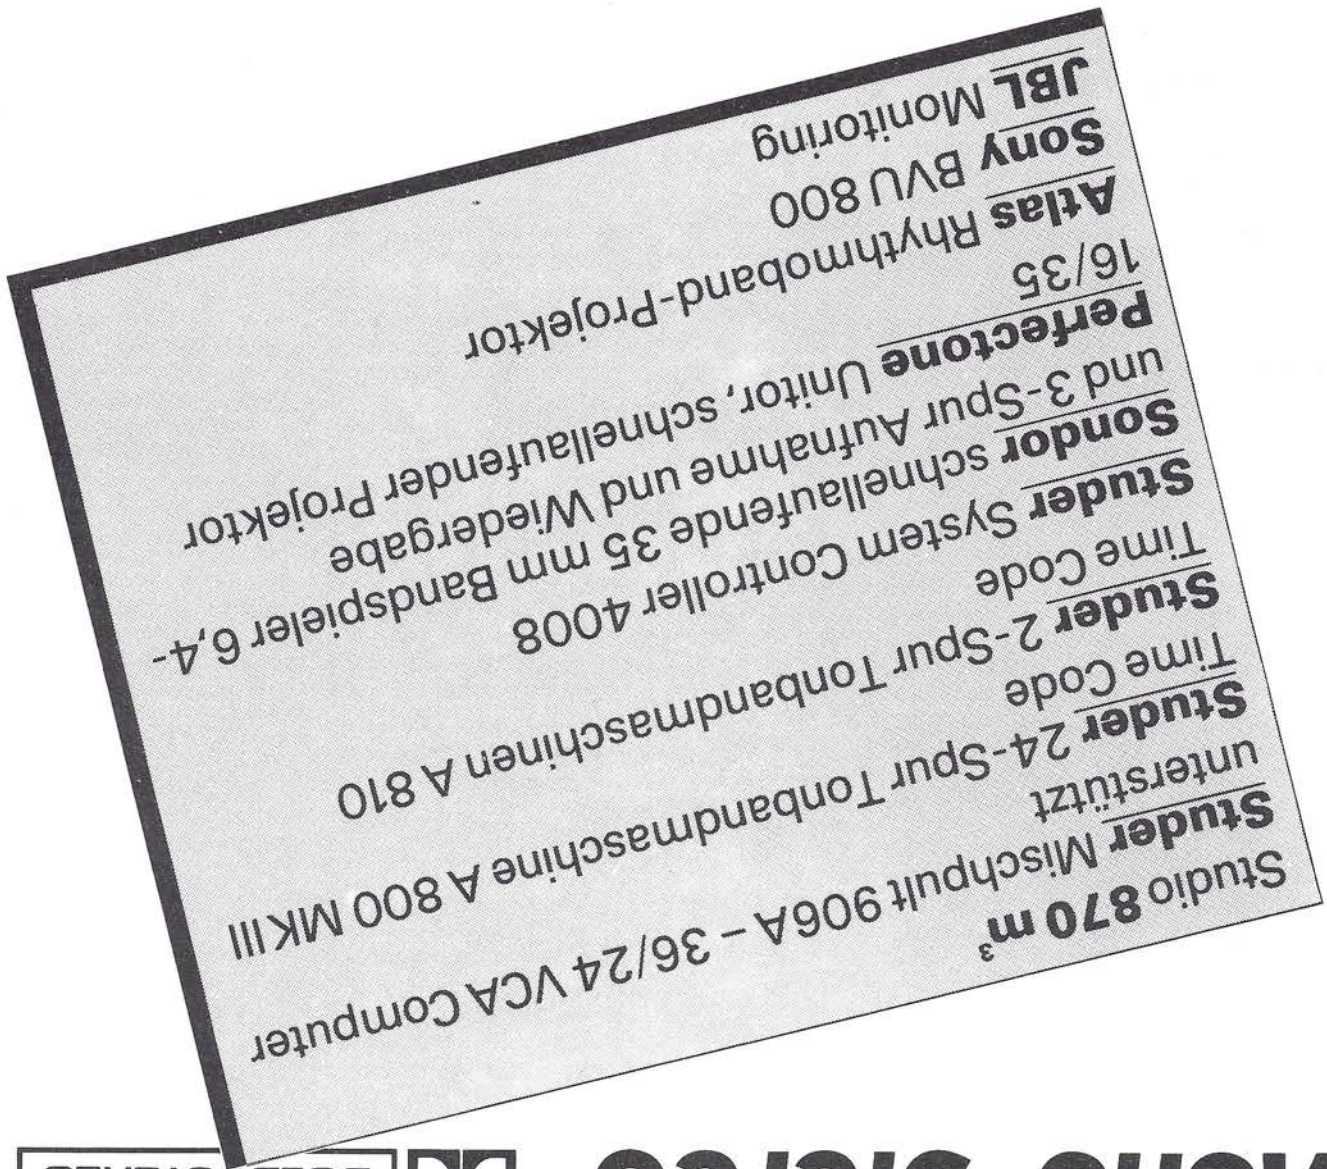 Studio 870 m³
Studer Mischpult 906A – 36/24 VCA Computer
unterstützt
Studer 24-Spur Tonbandmaschine A 800 MKIII
Time Code
Studer 2-Spur Tonbandmaschinen A 810
Time Code
Studer System Controller 4008
Sondor schnellaufende 35 mm Bandspieler 6,4-
und 3-Spur Aufnahme und Wiedergabe
Perfectone Unitor, schnellaufender Projektor
16/35
Atlas Rhythmoband-Projektor
Sony BVU 800
JBL Monitoring